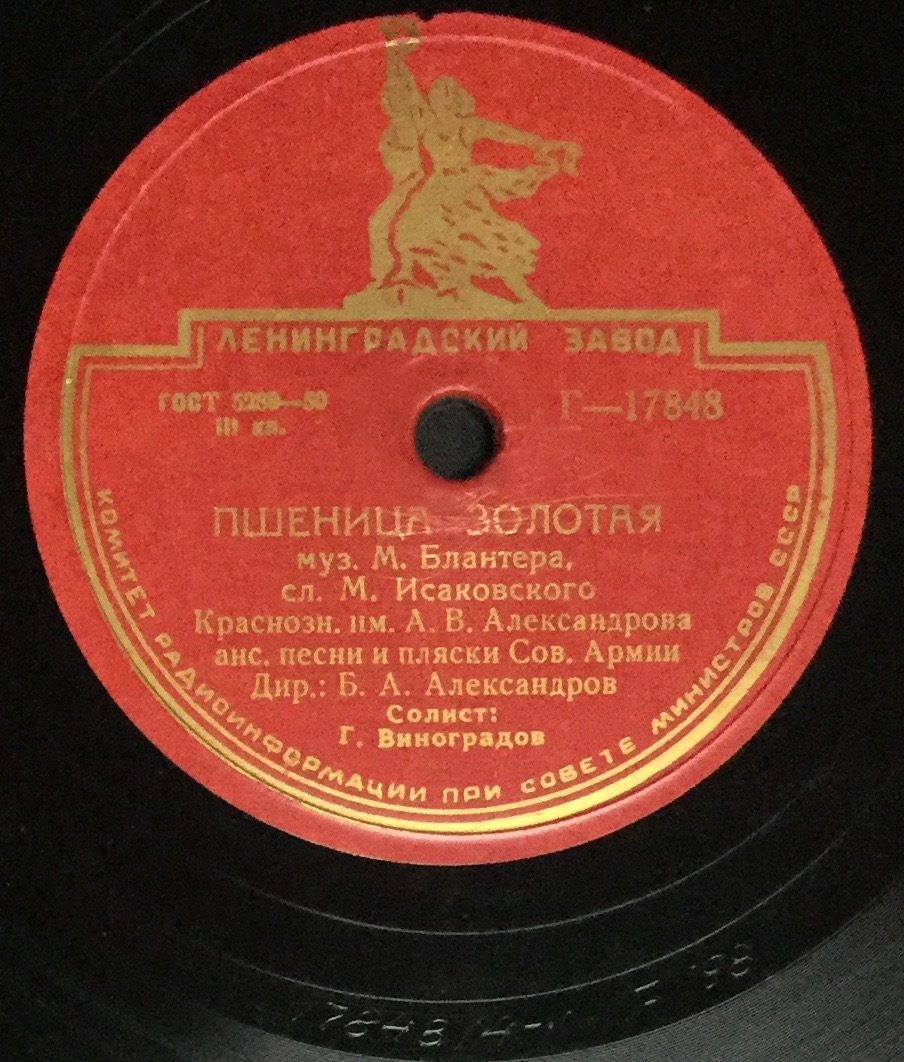 ЛЕНИНГРАДСКИЙ ЗАВОД
ГОСТ 5289—50
III кл.
Г—17848
ПШЕНИЦА ЗОЛОТАЯ
муз. М. Блантера,
сл. М. Исаковского
Краснозн. им. А. В. Александрова
анс. песни и пляски Сов. Армии
Дир.: Б. А. Александров
Солист:
Г. Виноградов
КОМИТЕТ РАДИОИНФОРМАЦИИ ПРИ СОВЕТЕ МИНИСТРОВ СССР
17848